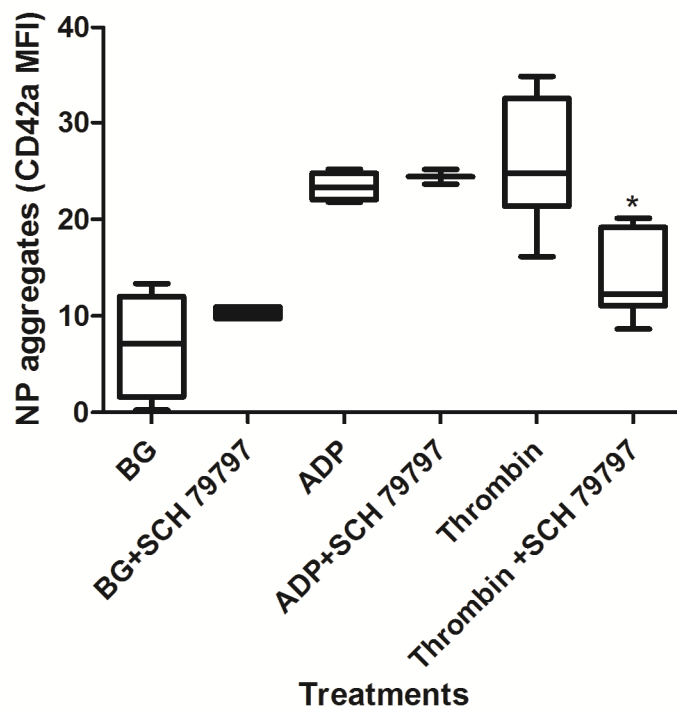 NP aggregates (CD42a MFI)
40
30
20
10
0
*
BG
BG+SCH 79797
ADP
ADP+SCH 79797
Thrombin
Thrombin +SCH 79797
Treatments